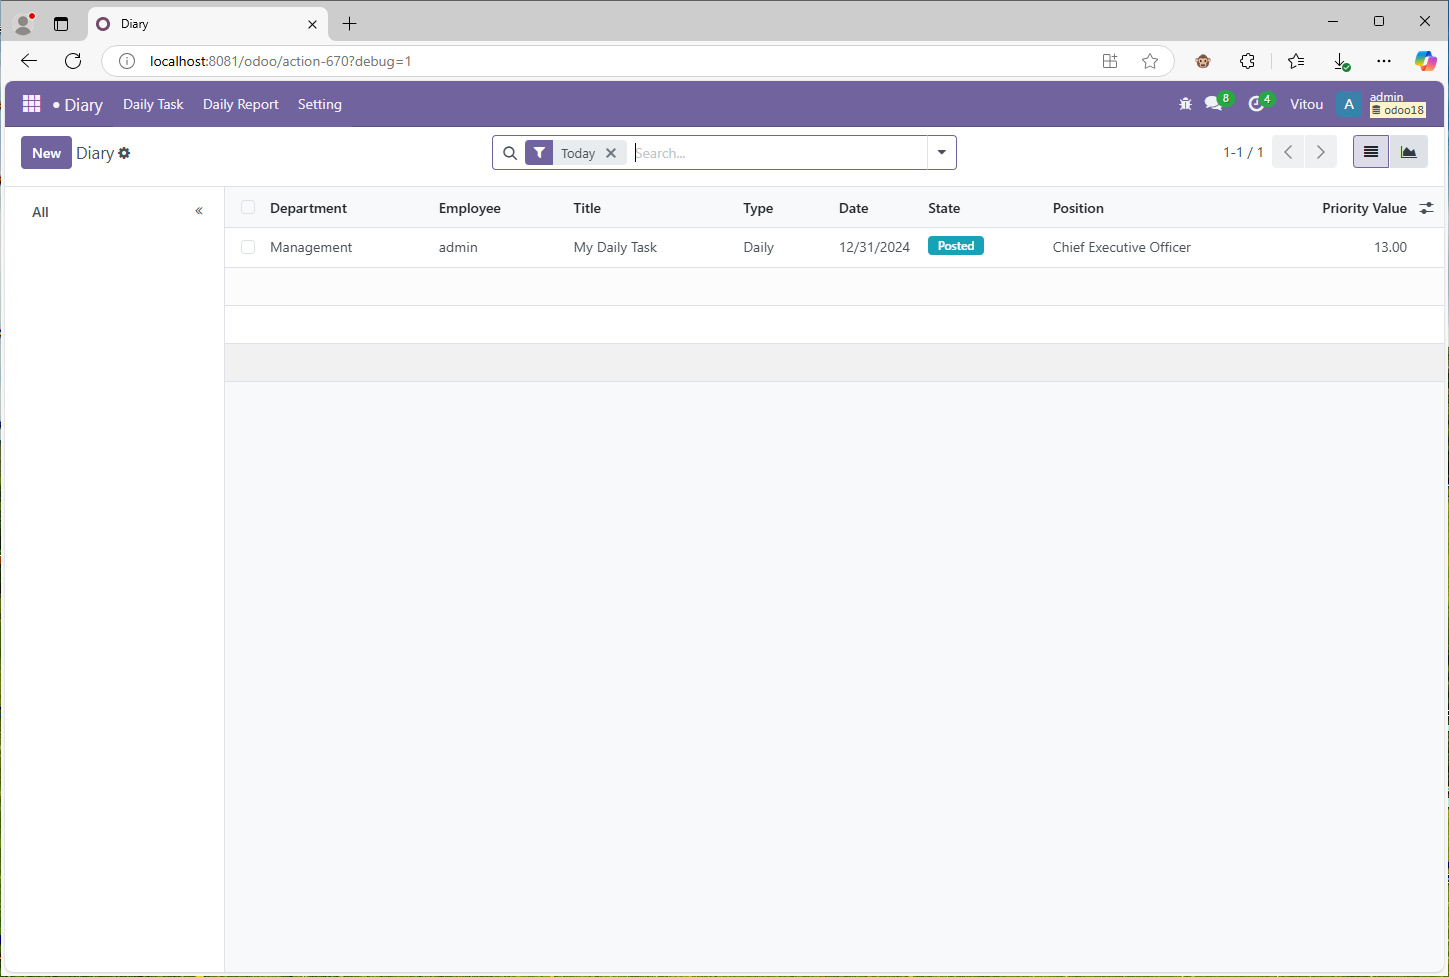 Diary
localhost:8081/odoo/action-670?debug=1
Diary Daily Task Daily Report Setting 8 4 Vitou A admin
odoo18
New Diary Today Search... 1-1 / 1
All
Department Employee Title Type Date State Position Priority Value
Management admin My Daily Task Daily 12/31/2024 Posted Chief Executive Officer 13.00